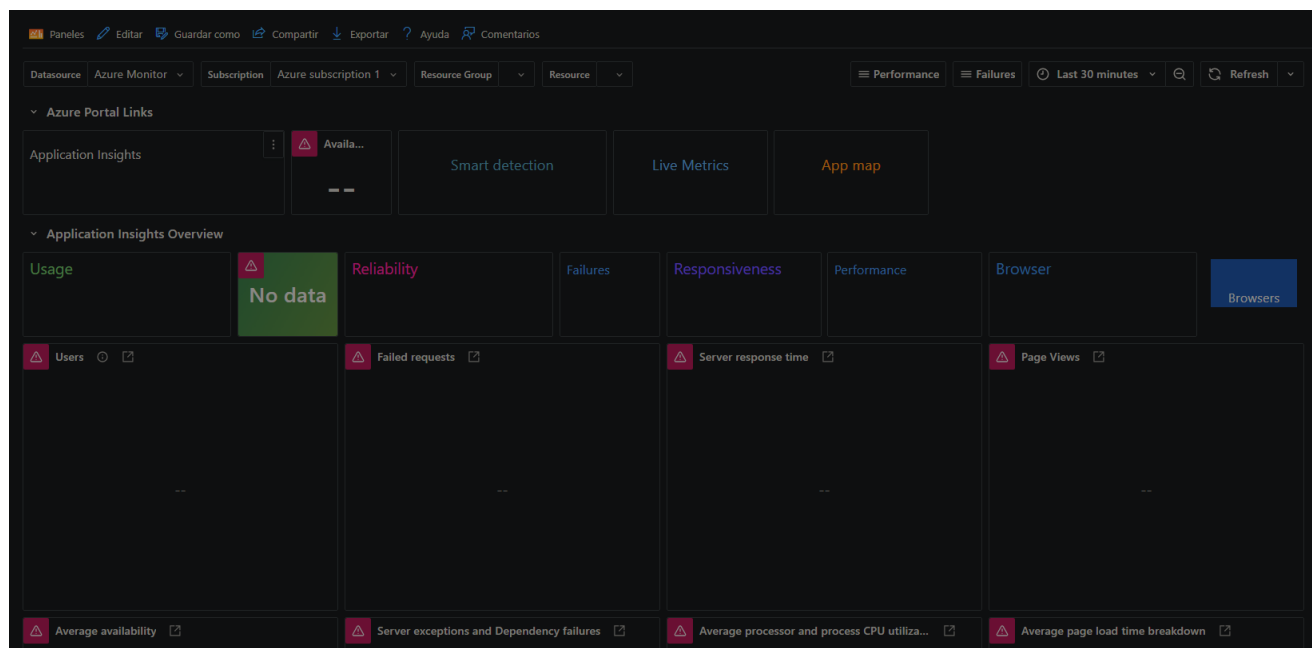 Paneles Editar Guardar como Compartir Exportar ? Ayuda Comentarios
Datasource Azure Monitor Subscription Azure subscription 1 Resource Group Resource Performance Failures Last 30 minutes Refresh
Azure Portal Links
Application Insights
Availa...
--
Smart detection
Live Metrics
App map
Application Insights Overview
Usage
No data
Reliability
Failures
Responsiveness
Performance
Browser
Browsers
Users
--
Failed requests
--
Server response time
--
Page Views
--
Average availability
Server exceptions and Dependency failures
Average processor and process CPU utiliza...
Average page load time breakdown